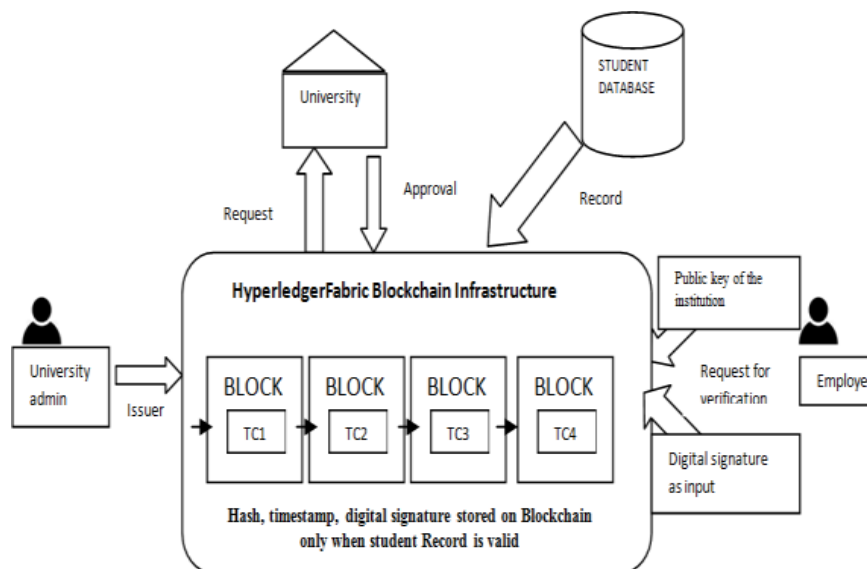 University
STUDENT
DATABASE
Request
Approval
Record
HyperledgerFabric Blockchain Infrastructure
Public key of the
institution
University
admin
Issuer
BLOCK
TC1
BLOCK
TC2
BLOCK
TC3
BLOCK
TC4
Request for
verification
Employe
Digital signature
as input
Hash, timestamp, digital signature stored on Blockchain
only when student Record is valid